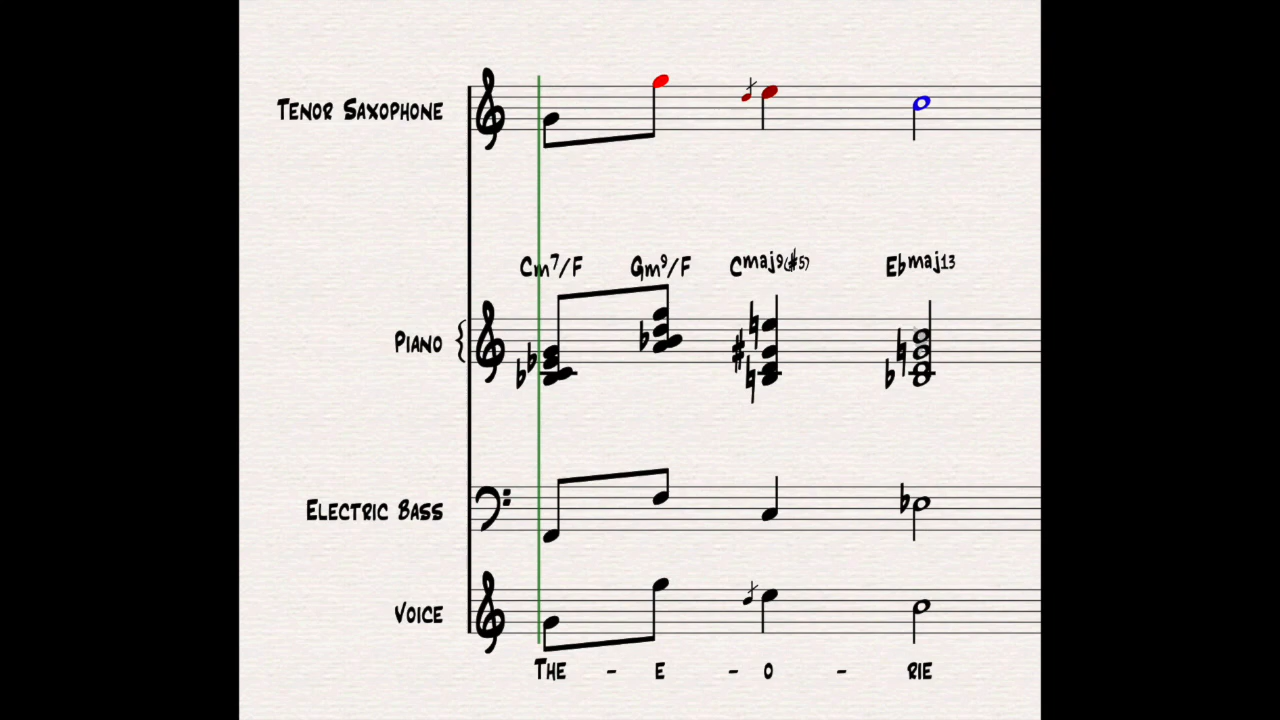 TENOR SAXOPHONE
Cm7/F Gm9/F Cmaj9(#5) Ebmaj13
PIANO
ELECTRIC BASS
VOICE
THE - E - O - RIE